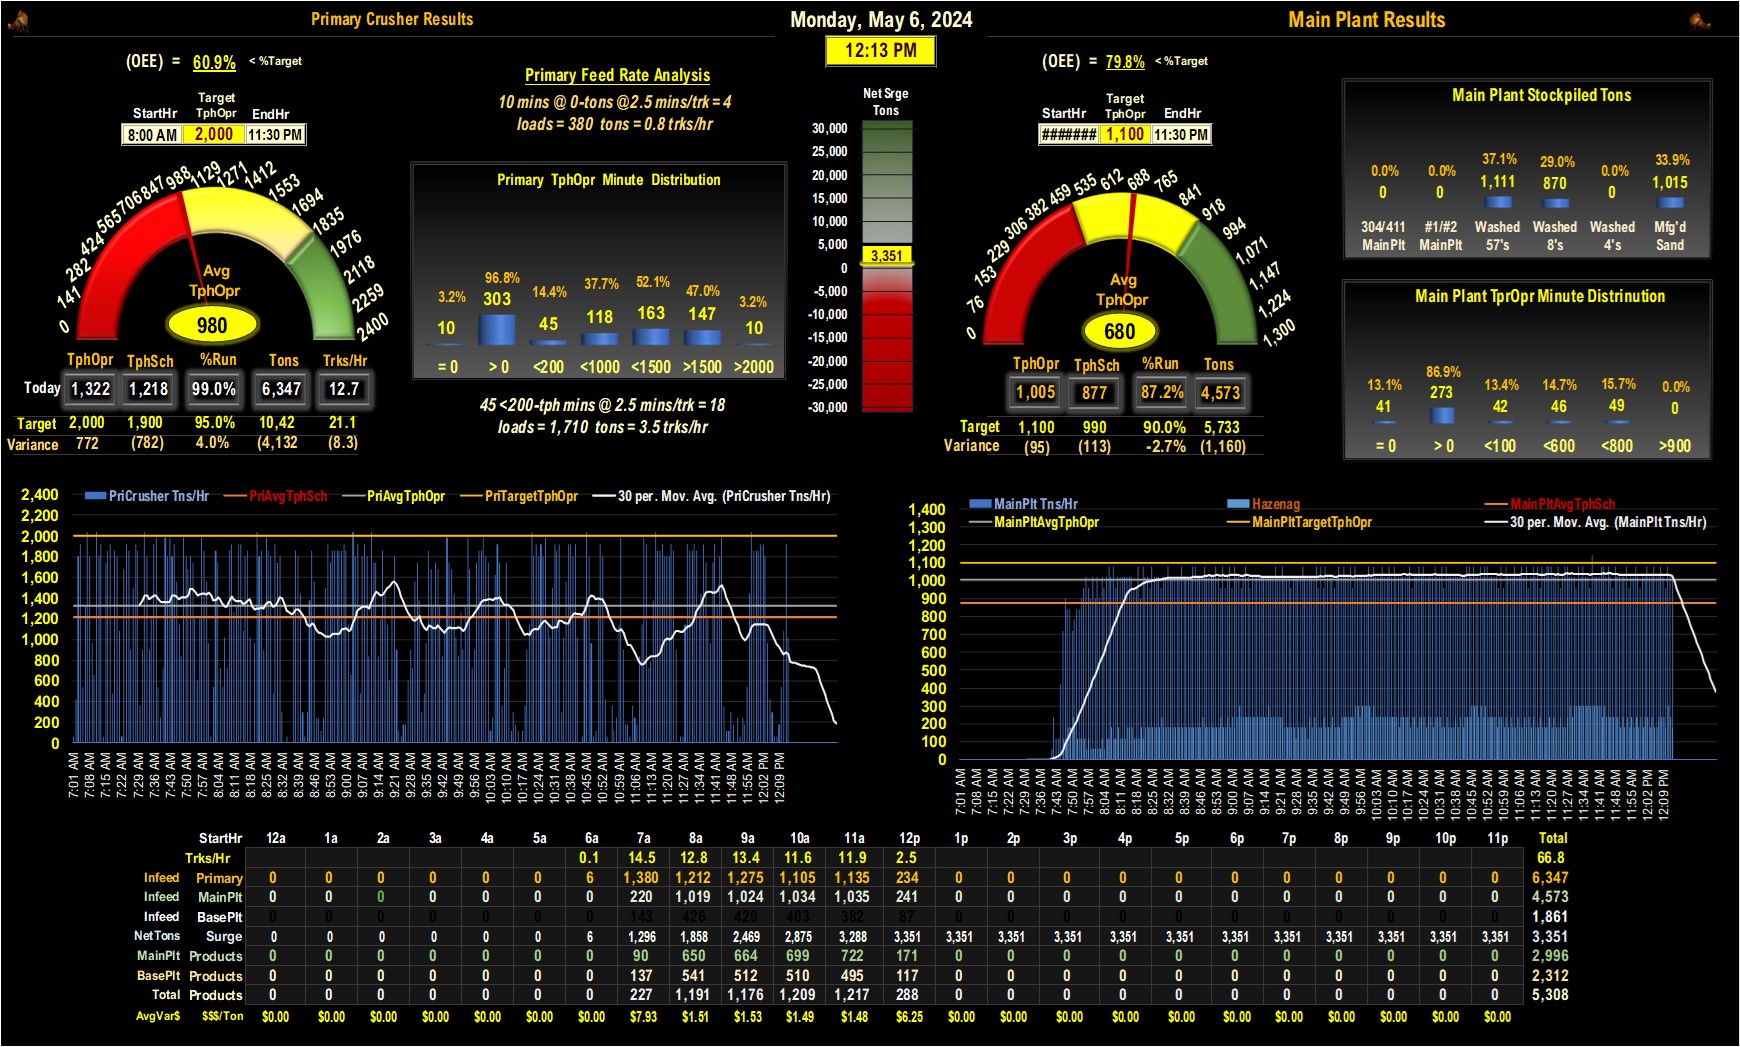 Primary Crusher Results
Monday, May 6, 2024
Main Plant Results
12:13 PM
(OEE) = 60.9% < %Target
StartHr Target TphOpr EndHr
8:00 AM 2,000 11:30 PM
0 141 282 424 565 706 847 988 1129 1271 1412 1553 1694 1835 1976 2118 2259 2400
Avg
TphOpr
980
TphOpr TphSch %Run Tons Trks/Hr
Today 1,322 1,218 99.0% 6,347 12.7
Target 2,000 1,900 95.0% 10,42 21.1
Variance 772 (782) 4.0% (4,132 (8.3)
Primary Feed Rate Analysis
10 mins @ 0-tons @2.5 mins/trk = 4
loads = 380 tons = 0.8 trks/hr
Primary TphOpr Minute Distribution
3.2% 96.8% 14.4% 37.7% 52.1% 47.0% 3.2%
10 303 45 118 163 147 10
= 0 > 0 <200 <1000 <1500 >1500 >2000
45 <200-tph mins @ 2.5 mins/trk = 18
loads = 1,710 tons = 3.5 trks/hr
Net Srge
Tons
30,000
25,000
20,000
15,000
10,000
5,000
3,351
0
-5,000
-10,000
-15,000
-20,000
-25,000
-30,000
(OEE) = 79.8% < %Target
StartHr Target TphOpr EndHr
####### 1,100 11:30 PM
0 76 153 229 306 382 459 535 612 688 765 841 918 994 1,071 1,147 1,224 1,300
Avg
TphOpr
680
TphOpr TphSch %Run Tons
1,005 877 87.2% 4,573
Target 1,100 990 90.0% 5,733
Variance (95) (113) -2.7% (1,160)
Main Plant Stockpiled Tons
0.0% 0.0% 37.1% 29.0% 0.0% 33.9%
0 0 1,111 870 0 1,015
304/411 #1/#2 Washed Washed Washed Mfg'd
MainPlt MainPlt 57's 8's 4's Sand
Main Plant TprOpr Minute Distrinution
13.1% 86.9% 13.4% 14.7% 15.7% 0.0%
41 273 42 46 49 0
= 0 > 0 <100 <600 <800 >900
PriCrusher Tns/Hr PriAvgTphSch PriAvgTphOpr PriTargetTphOpr 30 per. Mov. Avg. (PriCrusher Tns/Hr)
2,400
2,200
2,000
1,800
1,600
1,400
1,200
1,000
800
600
400
200
0
7:01 AM 7:08 AM 7:15 AM 7:22 AM 7:29 AM 7:36 AM 7:43 AM 7:50 AM 7:57 AM 8:04 AM 8:11 AM 8:18 AM 8:25 AM 8:32 AM 8:39 AM 8:46 AM 8:53 AM 9:00 AM 9:07 AM 9:14 AM 9:21 AM 9:28 AM 9:35 AM 9:42 AM 9:49 AM 9:56 AM 10:03 AM 10:10 AM 10:17 AM 10:24 AM 10:31 AM 10:38 AM 10:45 AM 10:52 AM 10:59 AM 11:06 AM 11:13 AM 11:20 AM 11:27 AM 11:34 AM 11:41 AM 11:48 AM 11:55 AM 12:02 PM 12:09 PM
MainPlt Tns/Hr Hazenag MainPltAvgTphSch
MainPltAvgTphOpr MainPltTargetTphOpr 30 per. Mov. Avg. (MainPlt Tns/Hr)
1,400
1,300
1,200
1,100
1,000
900
800
700
600
500
400
300
200
100
0
7:01 AM 7:08 AM 7:15 AM 7:22 AM 7:29 AM 7:36 AM 7:43 AM 7:50 AM 7:57 AM 8:04 AM 8:11 AM 8:18 AM 8:25 AM 8:32 AM 8:39 AM 8:46 AM 8:53 AM 9:00 AM 9:07 AM 9:14 AM 9:21 AM 9:28 AM 9:35 AM 9:42 AM 9:49 AM 9:56 AM 10:03 AM 10:10 AM 10:17 AM 10:24 AM 10:31 AM 10:38 AM 10:45 AM 10:52 AM 10:59 AM 11:06 AM 11:13 AM 11:20 AM 11:27 AM 11:34 AM 11:41 AM 11:48 AM 11:55 AM 12:02 PM 12:09 PM
StartHr 12a 1a 2a 3a 4a 5a 6a 7a 8a 9a 10a 11a 12p 1p 2p 3p 4p 5p 6p 7p 8p 9p 10p 11p Total
Trks/Hr 0.1 14.5 12.8 13.4 11.6 11.9 2.5 66.8
Infeed Primary 0 0 0 0 0 0 6 1,380 1,212 1,275 1,105 1,135 234 0 0 0 0 0 0 0 0 0 0 0 6,347
Infeed MainPlt 0 0 0 0 0 0 0 220 1,019 1,024 1,034 1,035 241 0 0 0 0 0 0 0 0 0 0 0 4,573
Infeed BasePlt 0 0 0 0 0 0 0 143 426 420 403 382 87 0 0 0 0 0 0 0 0 0 0 0 1,861
NetTons Surge 0 0 0 0 0 0 6 1,296 1,858 2,469 2,875 3,288 3,351 3,351 3,351 3,351 3,351 3,351 3,351 3,351 3,351 3,351 3,351 3,351 3,351
MainPlt Products 0 0 0 0 0 0 0 90 650 664 699 722 171 0 0 0 0 0 0 0 0 0 0 0 2,996
BasePlt Products 0 0 0 0 0 0 0 137 541 512 510 495 117 0 0 0 0 0 0 0 0 0 0 0 2,312
Total Products 0 0 0 0 0 0 0 227 1,191 1,176 1,209 1,217 288 0 0 0 0 0 0 0 0 0 0 0 5,308
AvgVar$ $$$/Ton $0.00 $0.00 $0.00 $0.00 $0.00 $0.00 $0.00 $7.93 $1.51 $1.53 $1.49 $1.48 $6.25 $0.00 $0.00 $0.00 $0.00 $0.00 $0.00 $0.00 $0.00 $0.00 $0.00 $0.00